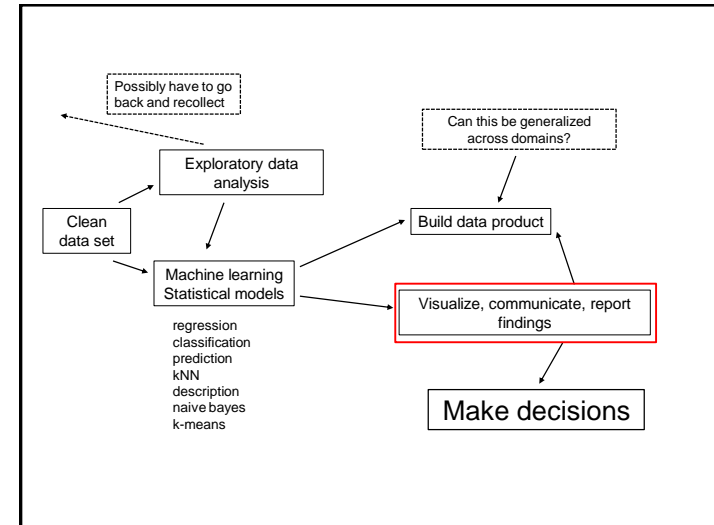 Possibly have to go
back and recollect
Can this be generalized
across domains?
Exploratory data
analysis
Clean
data set
Build data product
Machine learning
Statistical models
Visualize, communicate, report
findings
regression
classification
prediction
kNN
description
naive bayes
k-means
Make decisions